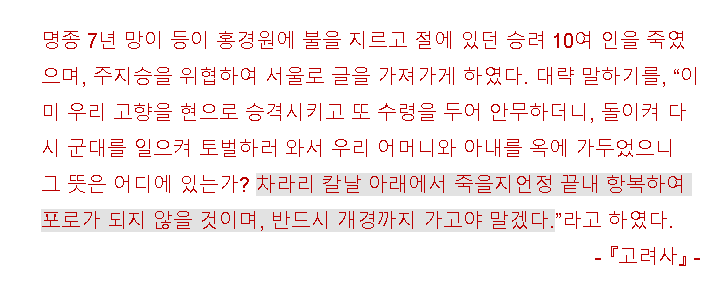 명종 7년 망이 등이 홍경원에 불을 지르고 절에 있던 승려 10여 인을 죽였
으며, 주지승을 위협하여 서울로 글을 가져가게 하였다. 대략 말하기를, “이
미 우리 고향을 현으로 승격시키고 또 수령을 두어 안무하더니, 돌이켜 다
시 군대를 일으켜 토벌하러 와서 우리 어머니와 아내를 옥에 가두었으니
그 뜻은 어디에 있는가? 차라리 칼날 아래에서 죽을지언정 끝내 항복하여
포로가 되지 않을 것이며, 반드시 개경까지 가고야 말겠다.”라고 하였다.
- 『고려사』 -